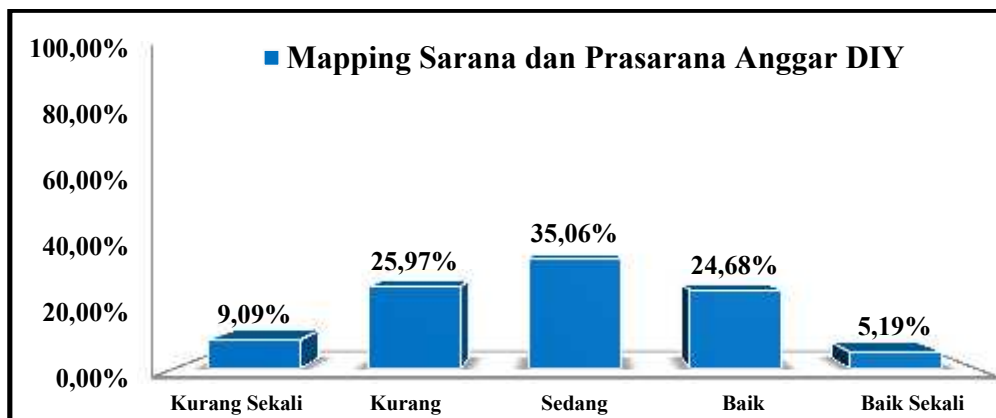 Mapping Sarana dan Prasarana Anggar DIY
100,00%
80,00%
60,00%
40,00%
20,00%
0,00%
9,09%
25,97%
35,06%
24,68%
5,19%
Kurang Sekali
Kurang
Sedang
Baik
Baik Sekali